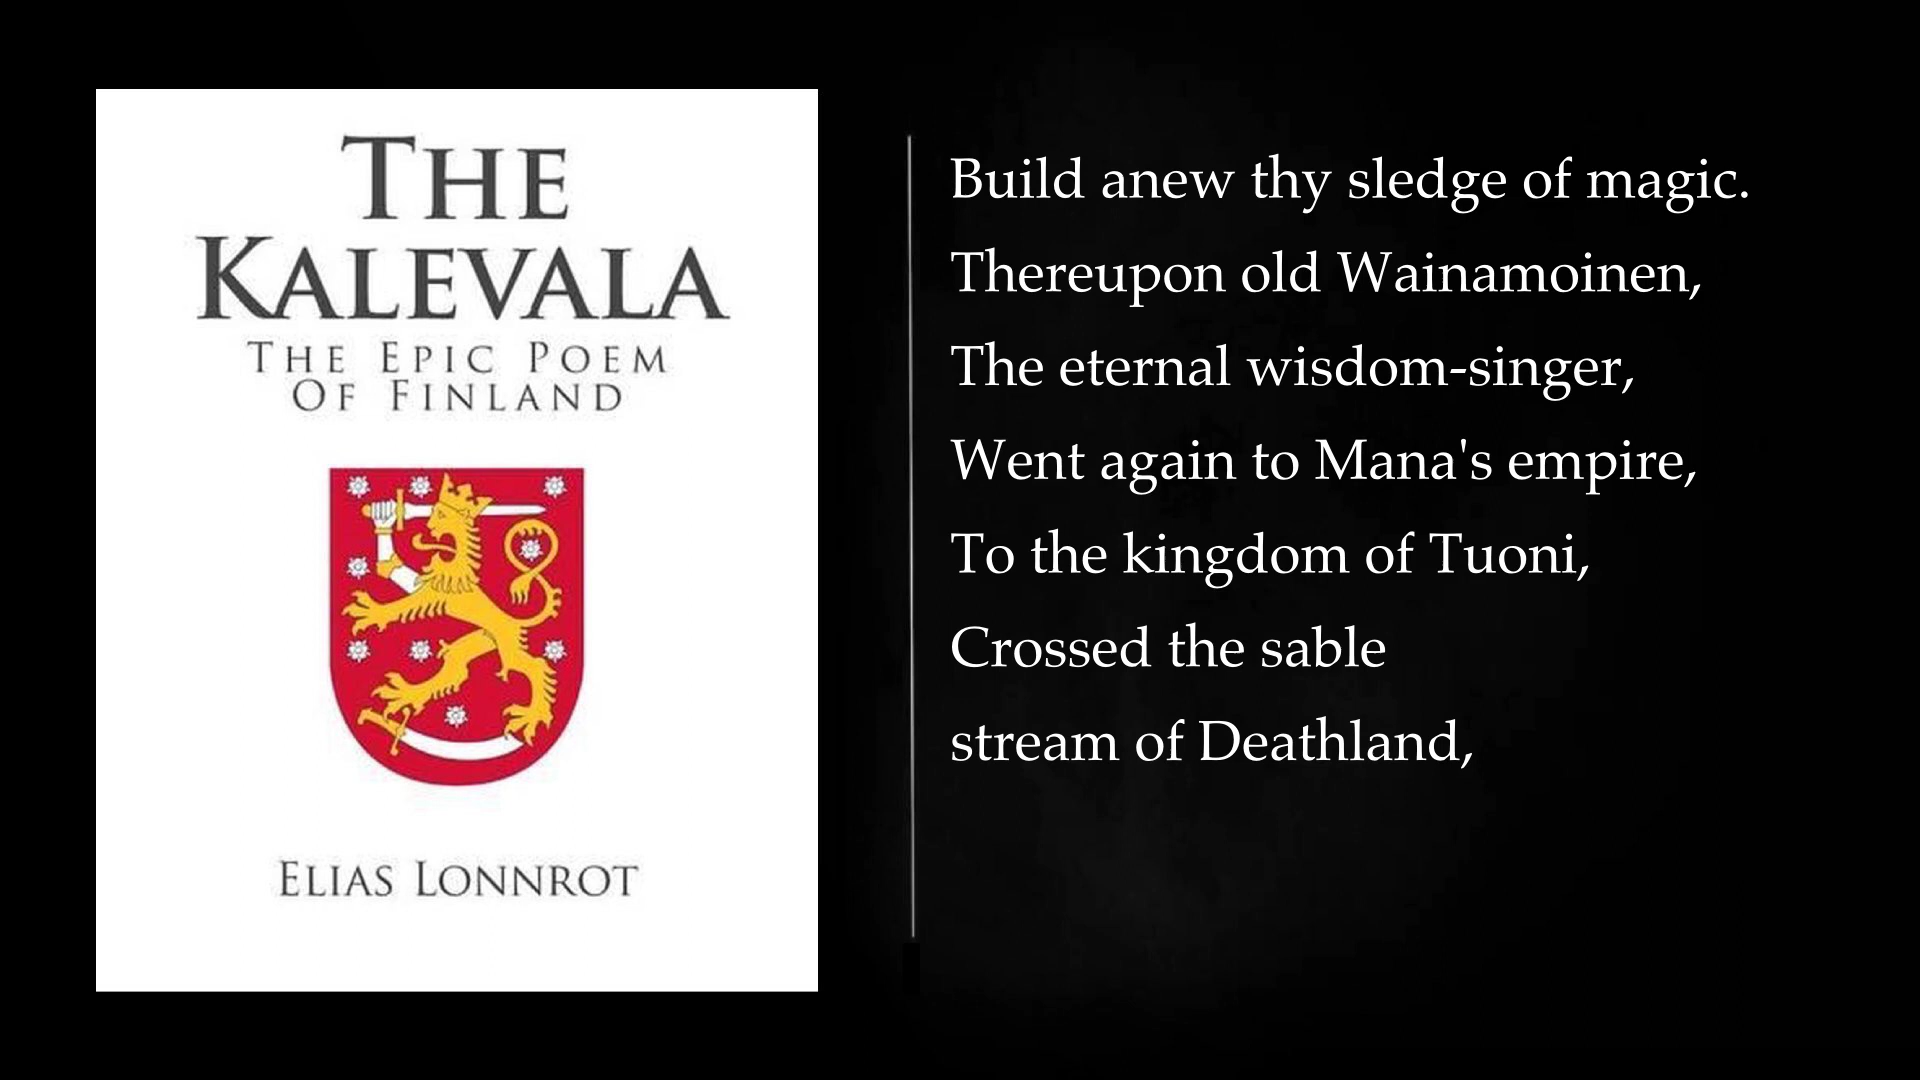 THE
KALEVALA
THE EPIC POEM
OF FINLAND
ELIAS LONNROT
Build anew thy sledge of magic.
Thereupon old Wainamoinen,
The eternal wisdom-singer,
Went again to Mana's empire,
To the kingdom of Tuoni,
Crossed the sable
stream of Deathland,